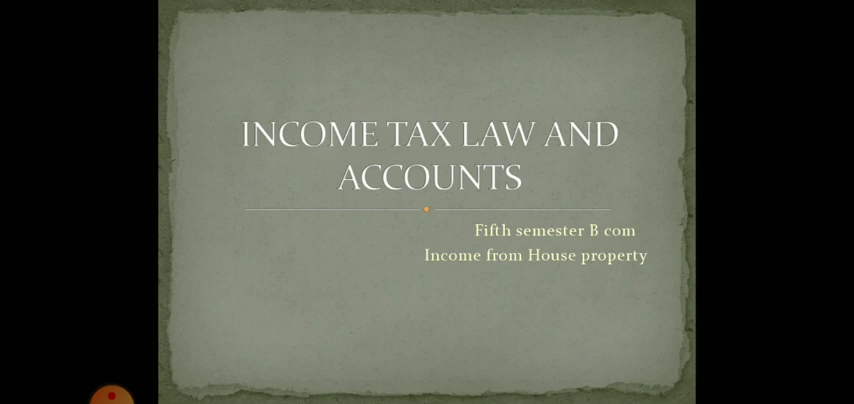 INCOME TAX LAW AND
ACCOUNTS
Fifth semester B com
Income from House property